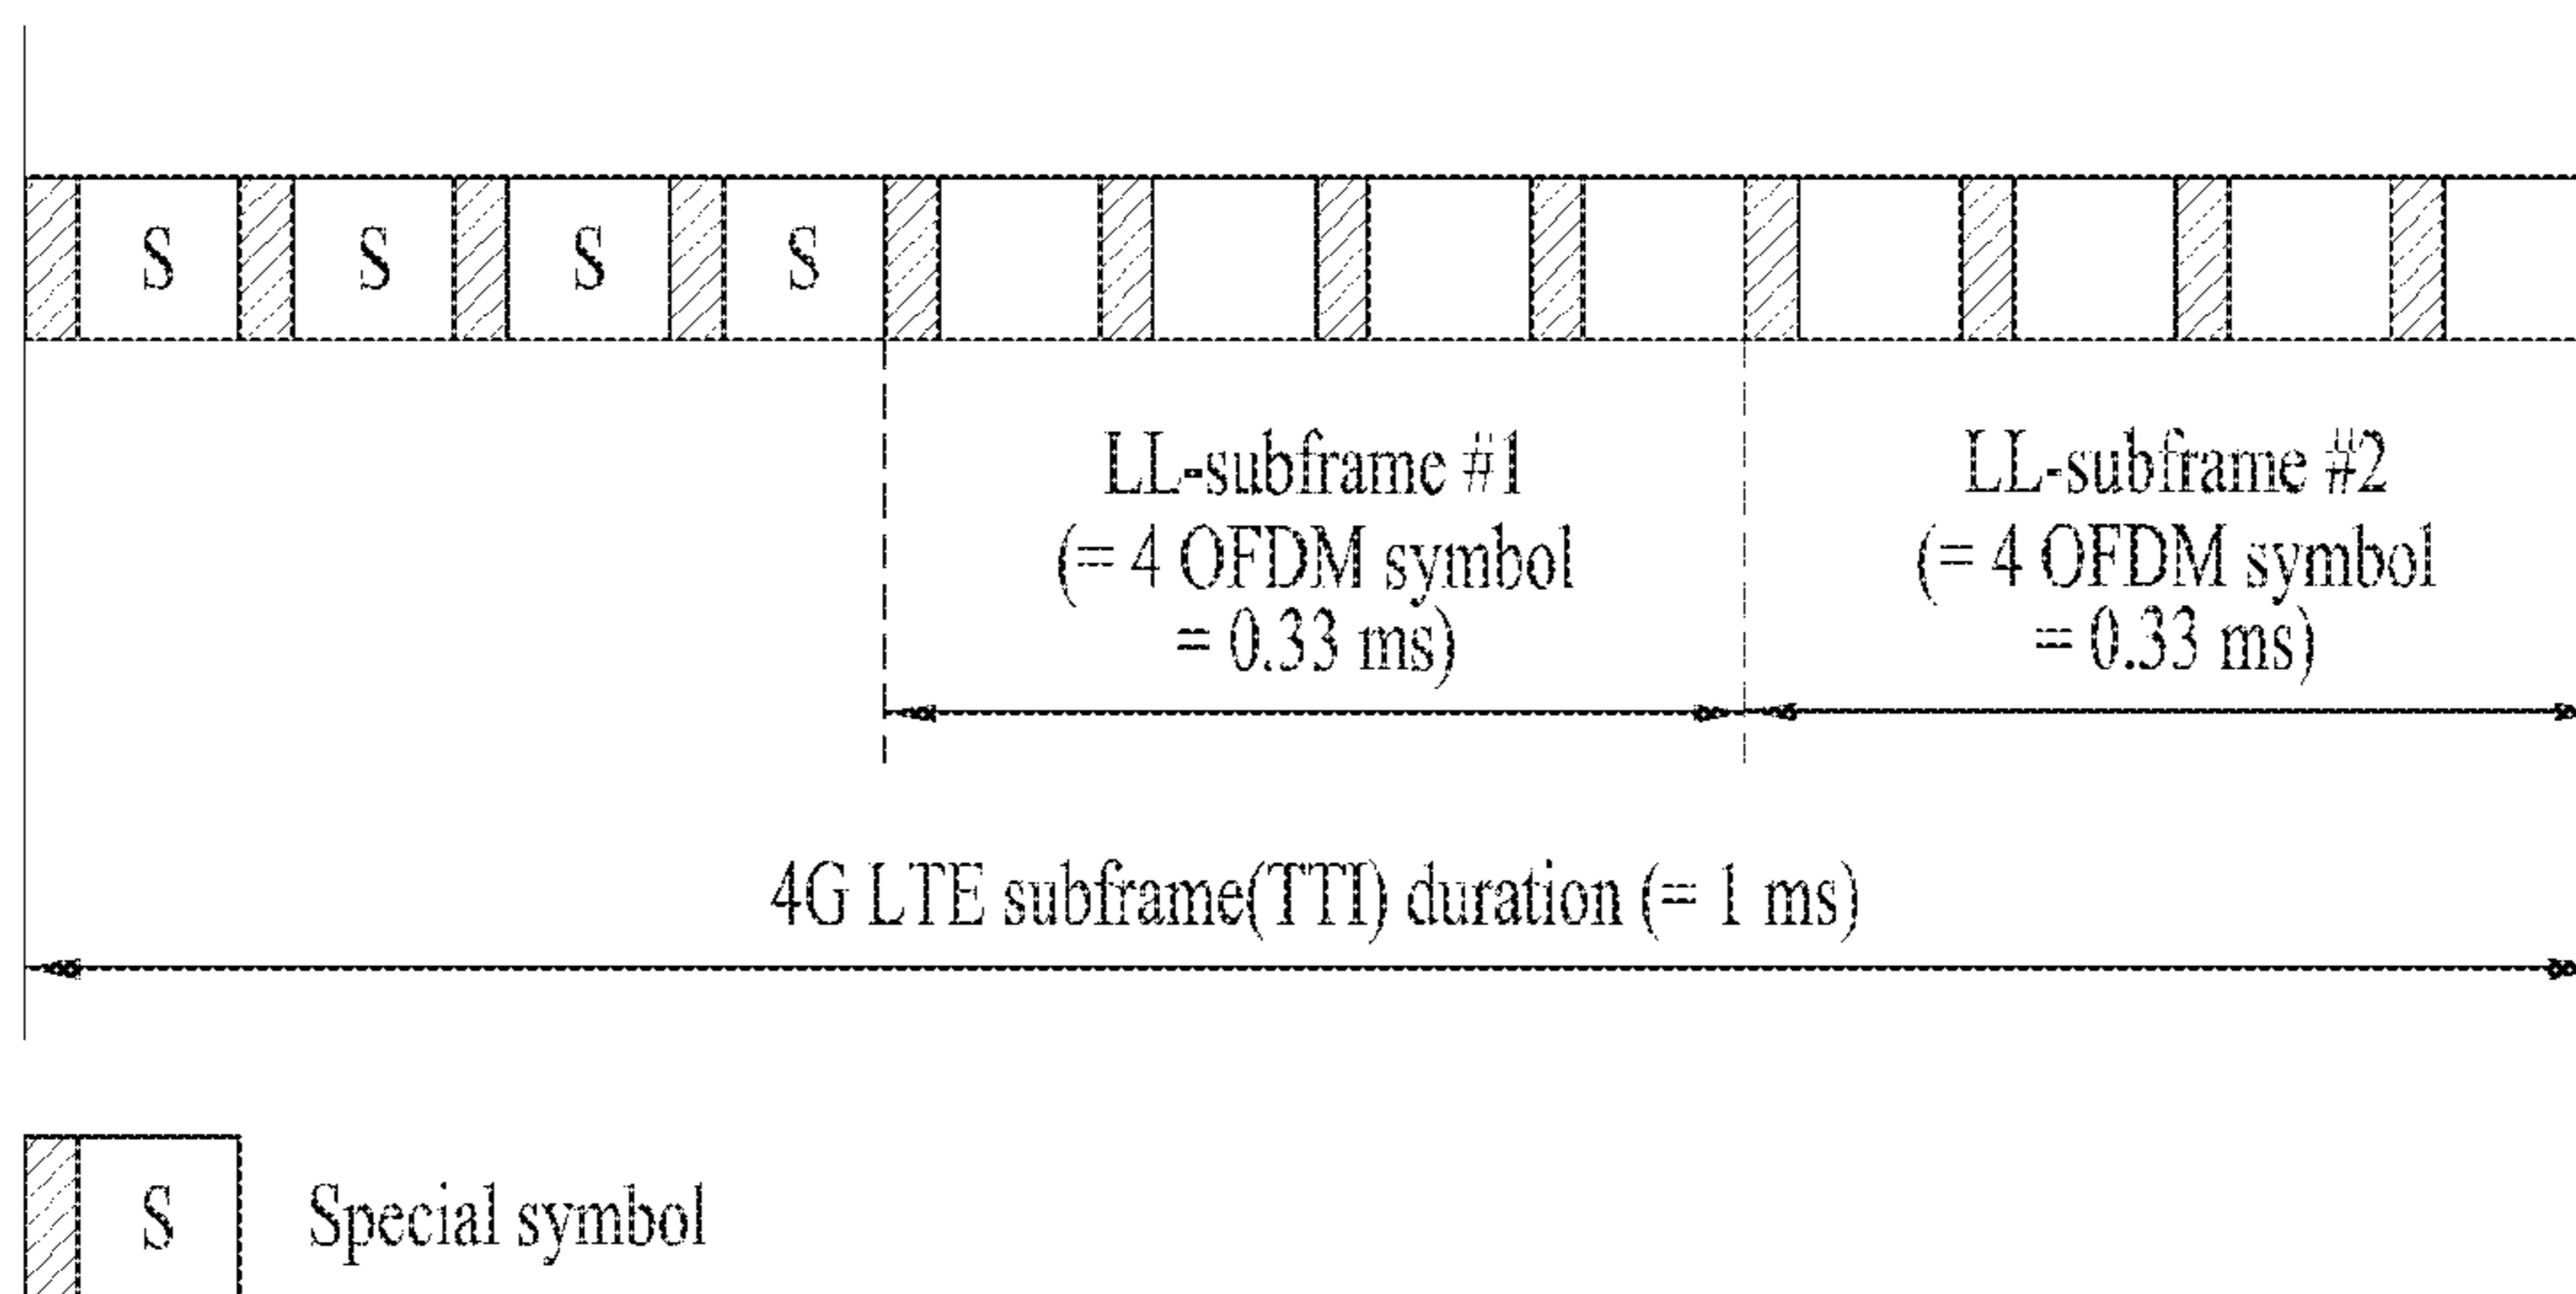 S S S S
LL-subframe #1
(= 4 OFDM symbol
= 0.33 ms)
LL-subframe #2
(= 4 OFDM symbol
= 0.33 ms)
4G LTE subframe(TTI) duration (= 1 ms)
S Special symbol